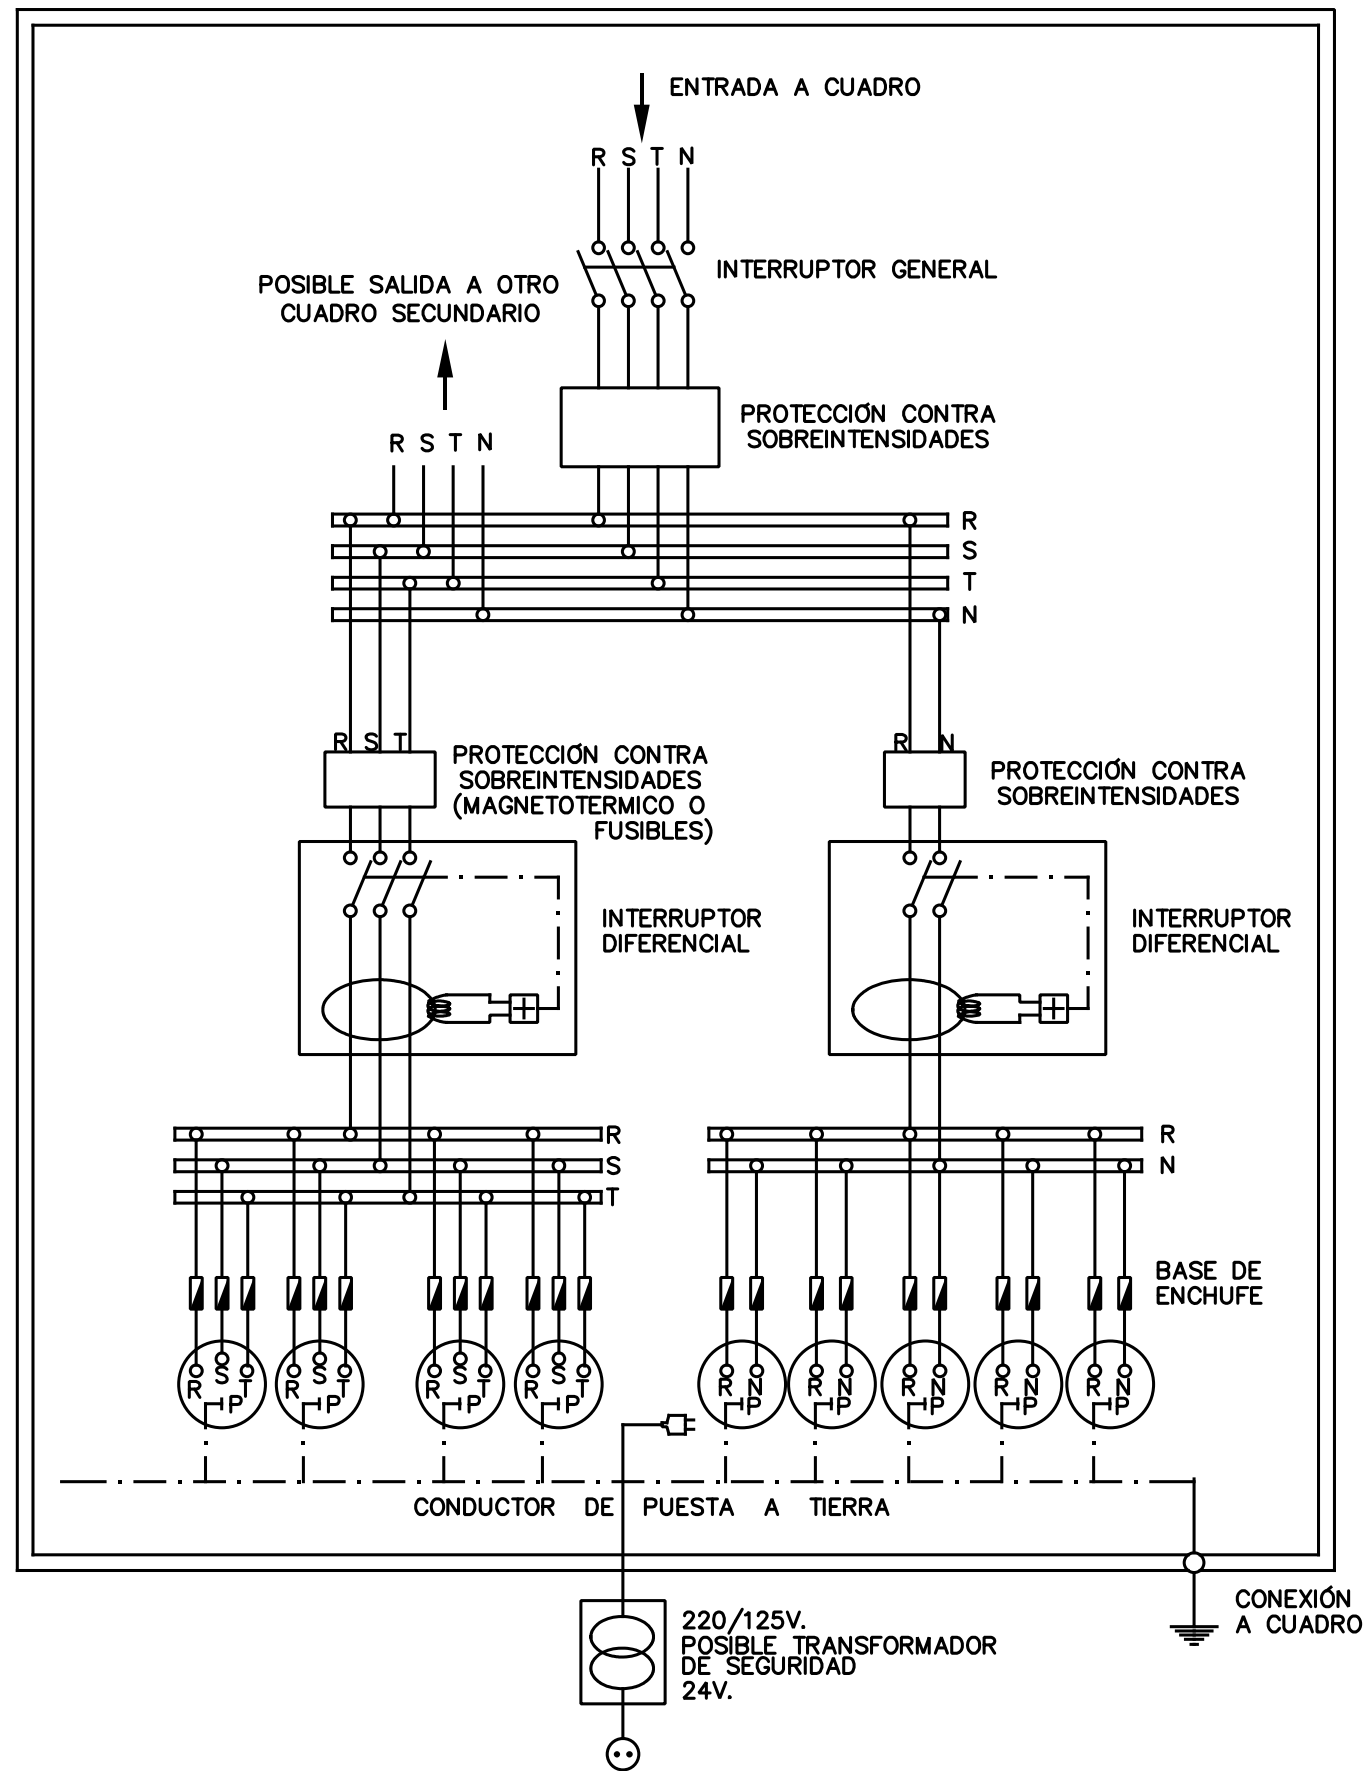 ENTRADA A CUADRO
R S T N
INTERRUPTOR GENERAL
POSIBLE SALIDA A OTRO
CUADRO SECUNDARIO
PROTECCIÓN CONTRA
SOBREINTENSIDADES
R S T N
R
S
T
N
R S T
PROTECCIÓN CONTRA
SOBREINTENSIDADES
(MAGNETOTERMICO O
FUSIBLES)
R N
PROTECCIÓN CONTRA
SOBREINTENSIDADES
INTERRUPTOR
DIFERENCIAL
INTERRUPTOR
DIFERENCIAL
R
S
T
R
N
BASE DE
ENCHUFE
R S T
P
R S T
P
R S T
P
R S T
P
R N
P
R N
P
R N
P
R N
P
R N
P
CONDUCTOR DE PUESTA A TIERRA
CONEXIÓN
A CUADRO
220/125V.
POSIBLE TRANSFORMADOR
DE SEGURIDAD
24V.